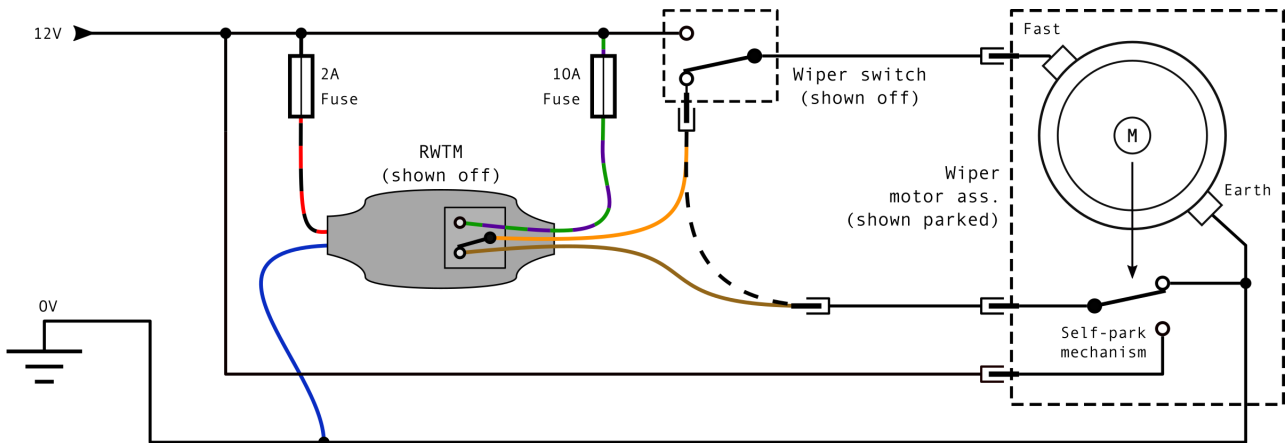 12V
2A
Fuse
10A
Fuse
Wiper switch
(shown off)
Fast
RWTM
(shown off)
M
Wiper
motor ass.
(shown parked)
Earth
0V
Self-park
mechanism